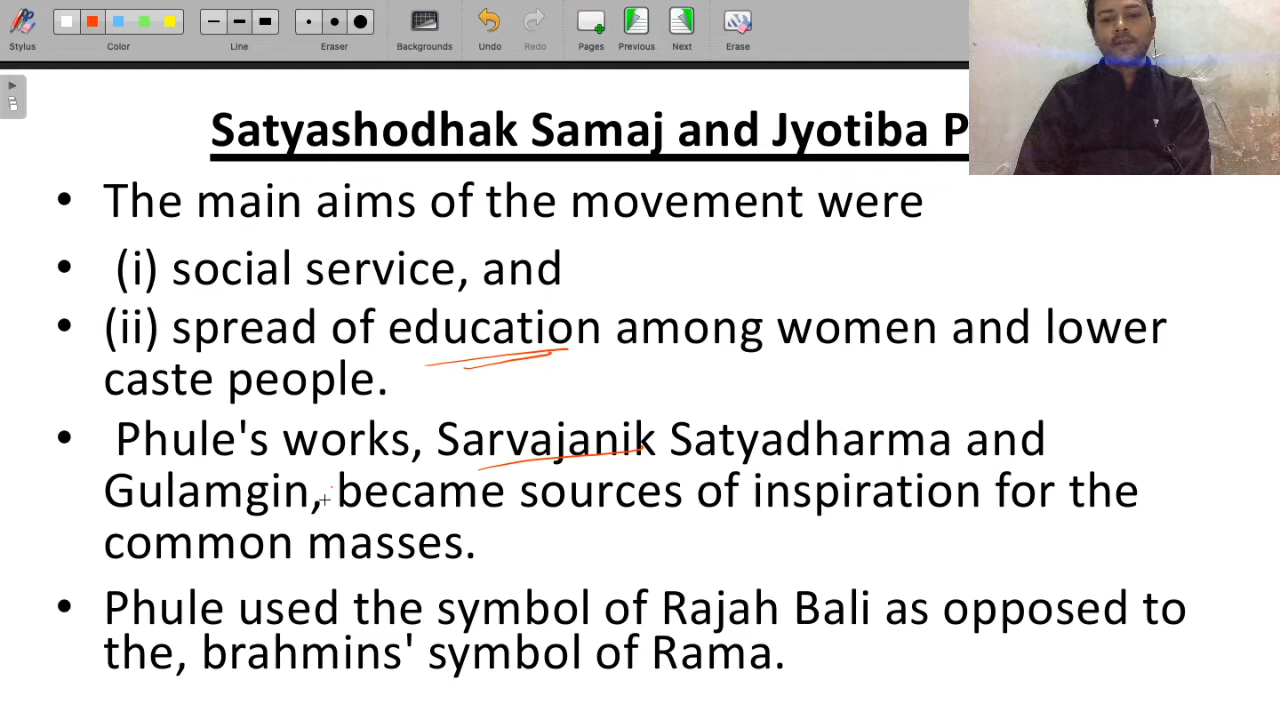 Stylus Color Line Eraser Backgrounds Undo Redo Pages Previous Next Erase
Satyashodhak Samaj and Jyotiba P
• The main aims of the movement were
• (i) social service, and
• (ii) spread of education among women and lower
caste people.
• Phule's works, Sarvajanik Satyadharma and
Gulamgin, became sources of inspiration for the
common masses.
• Phule used the symbol of Rajah Bali as opposed to
the, brahmins' symbol of Rama.